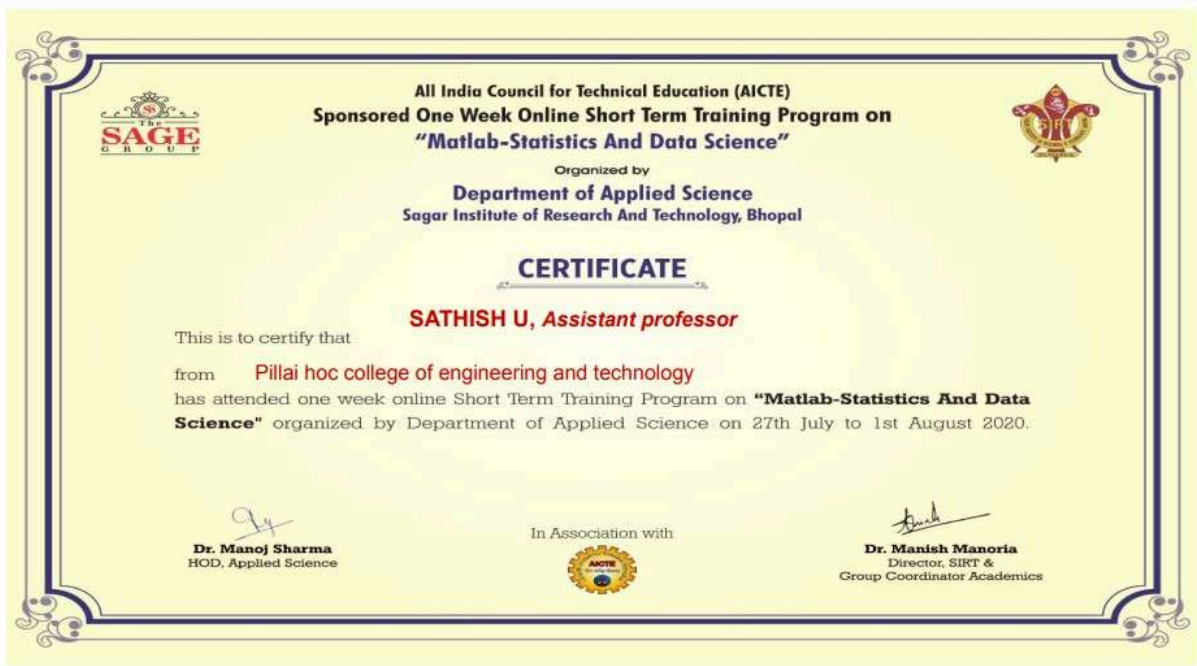 All India Council for Technical Education (AICTE)
The
SAGE
GROUP
Sponsored One Week Online Short Term Training Program on
SIRT
“Matlab-Statistics And Data Science”
Organized by
Department of Applied Science
Sagar Institute of Research And Technology, Bhopal
CERTIFICATE
SATHISH U, Assistant professor
This is to certify that
from Pillai hoc college of engineering and technology
has attended one week online Short Term Training Program on “Matlab-Statistics And Data
Science" organized by Department of Applied Science on 27th July to 1st August 2020.
In Association with
Dr. Manoj Sharma
HOD, Applied Science
AICTE
Dr. Manish Manoria
Director, SIRT &
Group Coordinator Academics